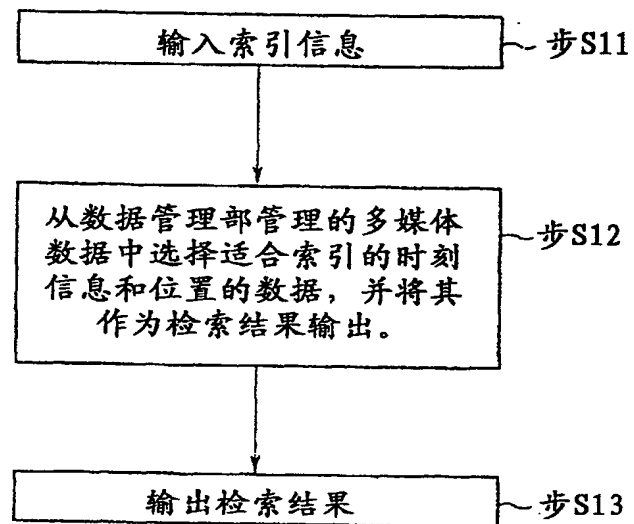 输入索引信息
步S11
从数据管理部管理的多媒体
数据中选择适合索引的时刻
信息和位置的数据，并将其
作为检索结果输出。
步S12
输出检索结果
步S13